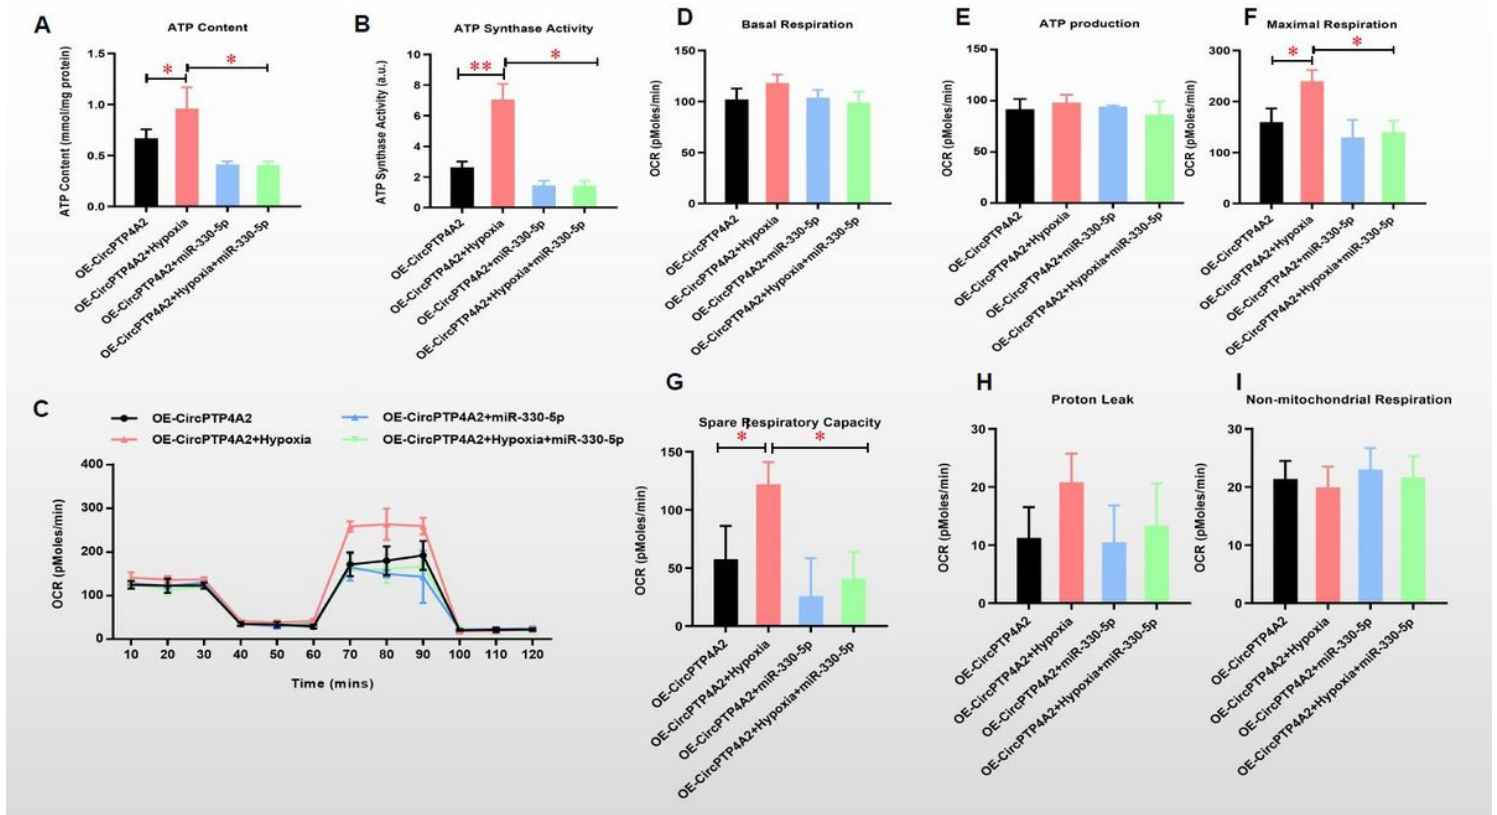 A
ATP Content
ATP Content (mmol/mg protein)
1.5
1.0
0.5
0.0
*
*
OE-CircPTP4A2
OE-CircPTP4A2+Hypoxia
OE-CircPTP4A2+miR-330-5p
OE-CircPTP4A2+Hypoxia+miR-330-5p
B
ATP Synthase Activity
ATP Synthase Activity (a.u.)
10
8
6
4
2
0
**
*
OE-CircPTP4A2
OE-CircPTP4A2+Hypoxia
OE-CircPTP4A2+miR-330-5p
OE-CircPTP4A2+Hypoxia+miR-330-5p
D
Basal Respiration
OCR (pMoles/min)
150
100
50
0
OE-CircPTP4A2
OE-CircPTP4A2+Hypoxia
OE-CircPTP4A2+miR-330-5p
OE-CircPTP4A2+Hypoxia+miR-330-5p
E
ATP production
OCR (pMoles/min)
150
100
50
0
OE-CircPTP4A2
OE-CircPTP4A2+Hypoxia
OE-CircPTP4A2+miR-330-5p
OE-CircPTP4A2+Hypoxia+miR-330-5p
F
Maximal Respiration
OCR (pMoles/min)
300
200
100
0
*
*
OE-CircPTP4A2
OE-CircPTP4A2+Hypoxia
OE-CircPTP4A2+miR-330-5p
OE-CircPTP4A2+Hypoxia+miR-330-5p
C
OE-CircPTP4A2
OE-CircPTP4A2+Hypoxia
OE-CircPTP4A2+miR-330-5p
OE-CircPTP4A2+Hypoxia+miR-330-5p
OCR (pMoles/min)
400
300
200
100
0
10 20 30 40 50 60 70 80 90 100 110 120
Time (mins)
G
Spare Respiratory Capacity
OCR (pMoles/min)
150
100
50
0
*
*
OE-CircPTP4A2
OE-CircPTP4A2+Hypoxia
OE-CircPTP4A2+miR-330-5p
OE-CircPTP4A2+Hypoxia+miR-330-5p
H
Proton Leak
OCR (pMoles/min)
30
20
10
0
OE-CircPTP4A2
OE-CircPTP4A2+Hypoxia
OE-CircPTP4A2+miR-330-5p
OE-CircPTP4A2+Hypoxia+miR-330-5p
I
Non-mitochondrial Respiration
OCR (pMoles/min)
30
20
10
0
OE-CircPTP4A2
OE-CircPTP4A2+Hypoxia
OE-CircPTP4A2+miR-330-5p
OE-CircPTP4A2+Hypoxia+miR-330-5p